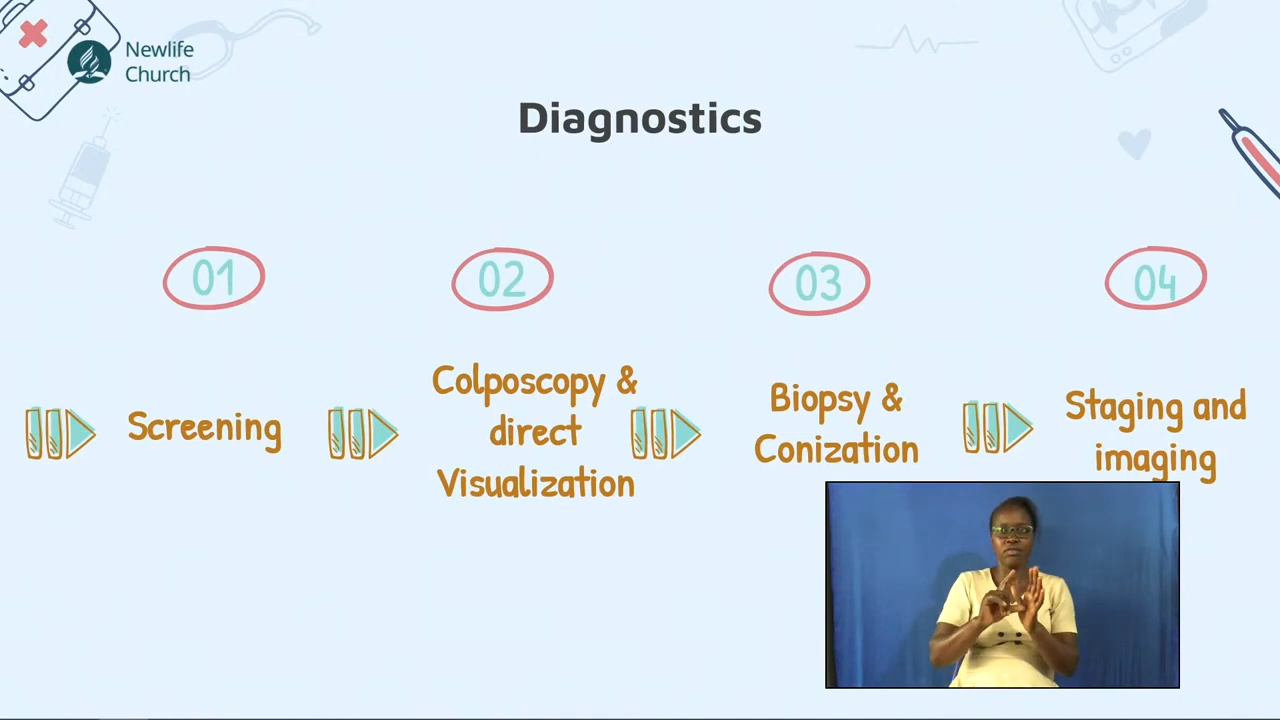 Newlife
Church
Diagnostics
01
02
03
04
Screening
Colposcopy &
direct
Visualization
Biopsy &
Conization
Staging and
imaging